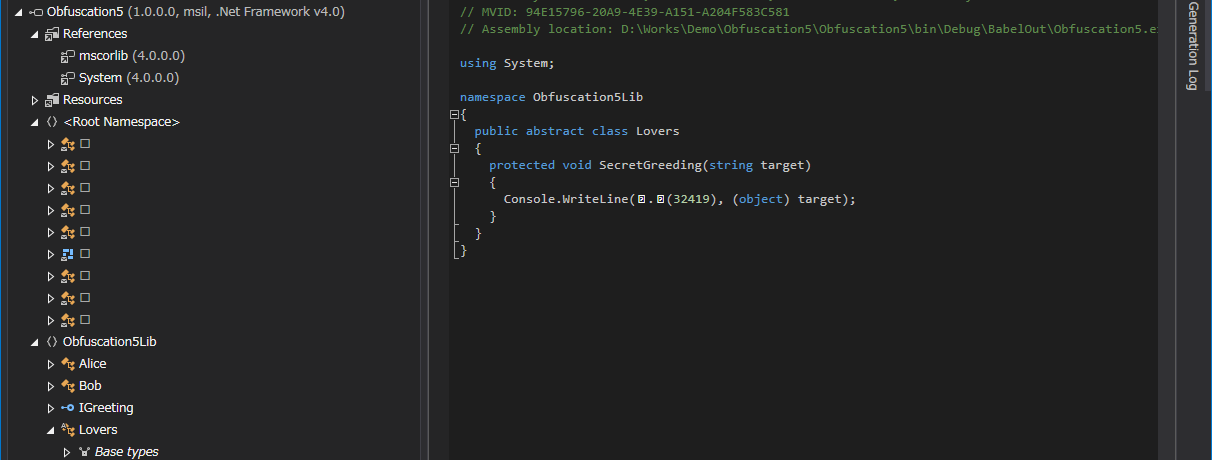 Obfuscation5 (1.0.0.0, msil, .Net Framework v4.0)
References
mscorlib (4.0.0.0)
System (4.0.0.0)
Resources
<Root Namespace>
Obfuscation5Lib
Alice
Bob
IGreeting
Lovers
Base types
// MVID: 94E15796-20A9-4E39-A151-A204F583C581
// Assembly location: D:\Works\Demo\Obfuscation5\Obfuscation5\bin\Debug\BabelOut\Obfuscation5.e
using System;
namespace Obfuscation5Lib
{
public abstract class Lovers
{
protected void SecretGreeding(string target)
{
Console.WriteLine(□.□(32419), (object) target);
}
}
}
Generation Log